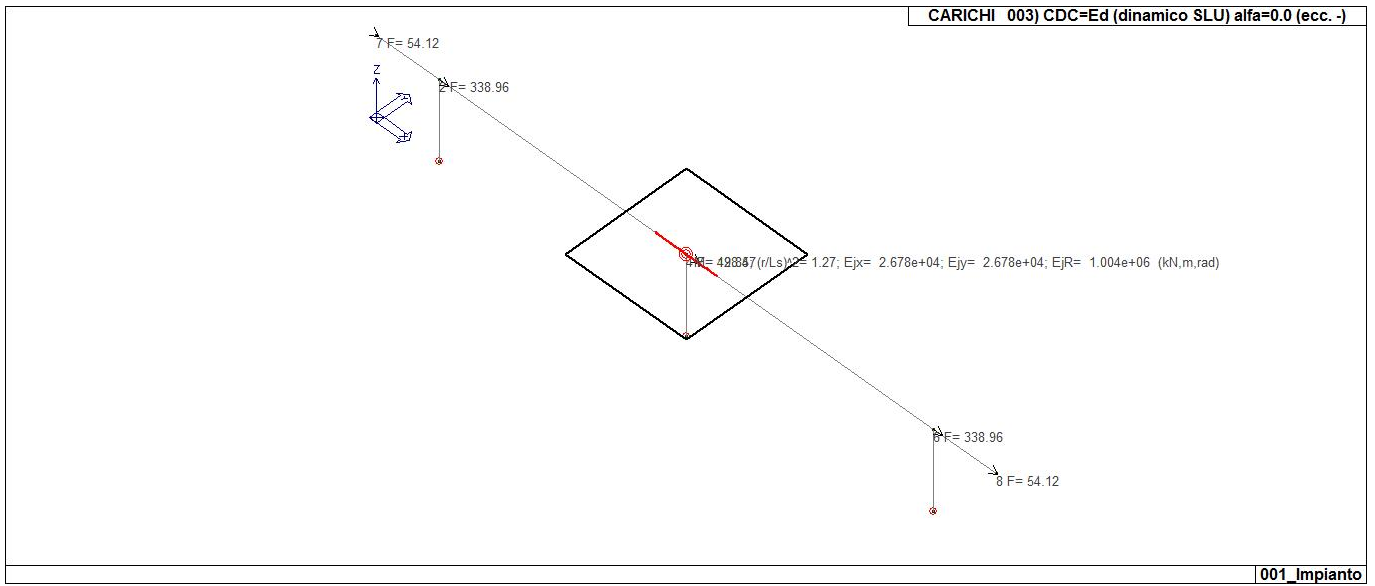 CARICHI 003) CDC=Ed (dinamico SLU) alfa=0.0 (ecc. -)
7 F= 54.12
Z
2 F= 338.96
(r/Ls)^2= 1.27; Ejx= 2.678e+04; Ejy= 2.678e+04; EjR= 1.004e+06 (kN,m,rad)
6 F= 338.96
8 F= 54.12
001_Impianto